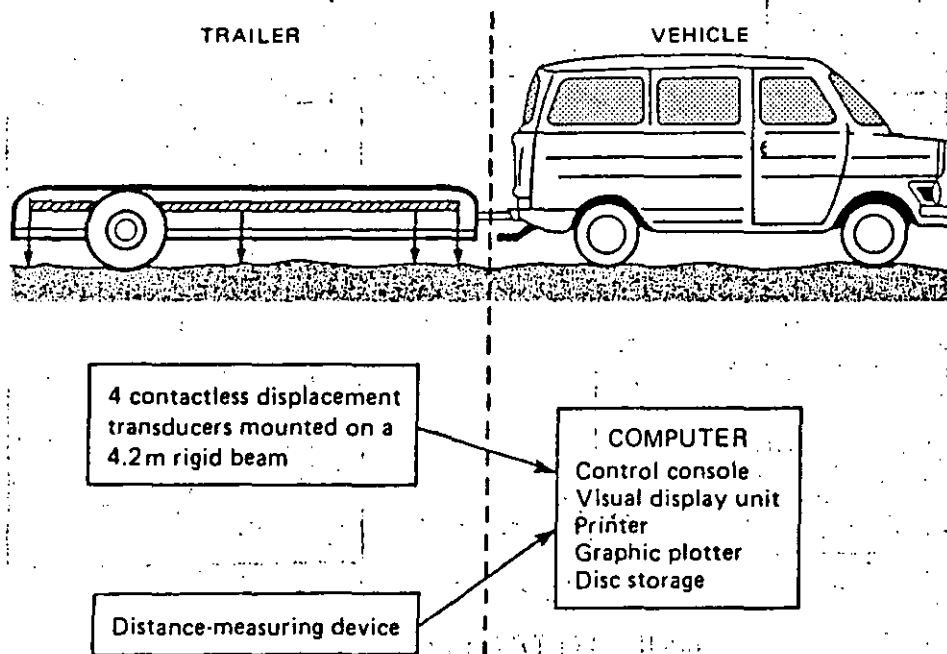 TRAILER
VEHICLE
4 contactless displacement
transducers mounted on a
4.2m rigid beam
COMPUTER
Control console
Visual display unit
Printer
Graphic plotter
Disc storage
Distance-measuring device